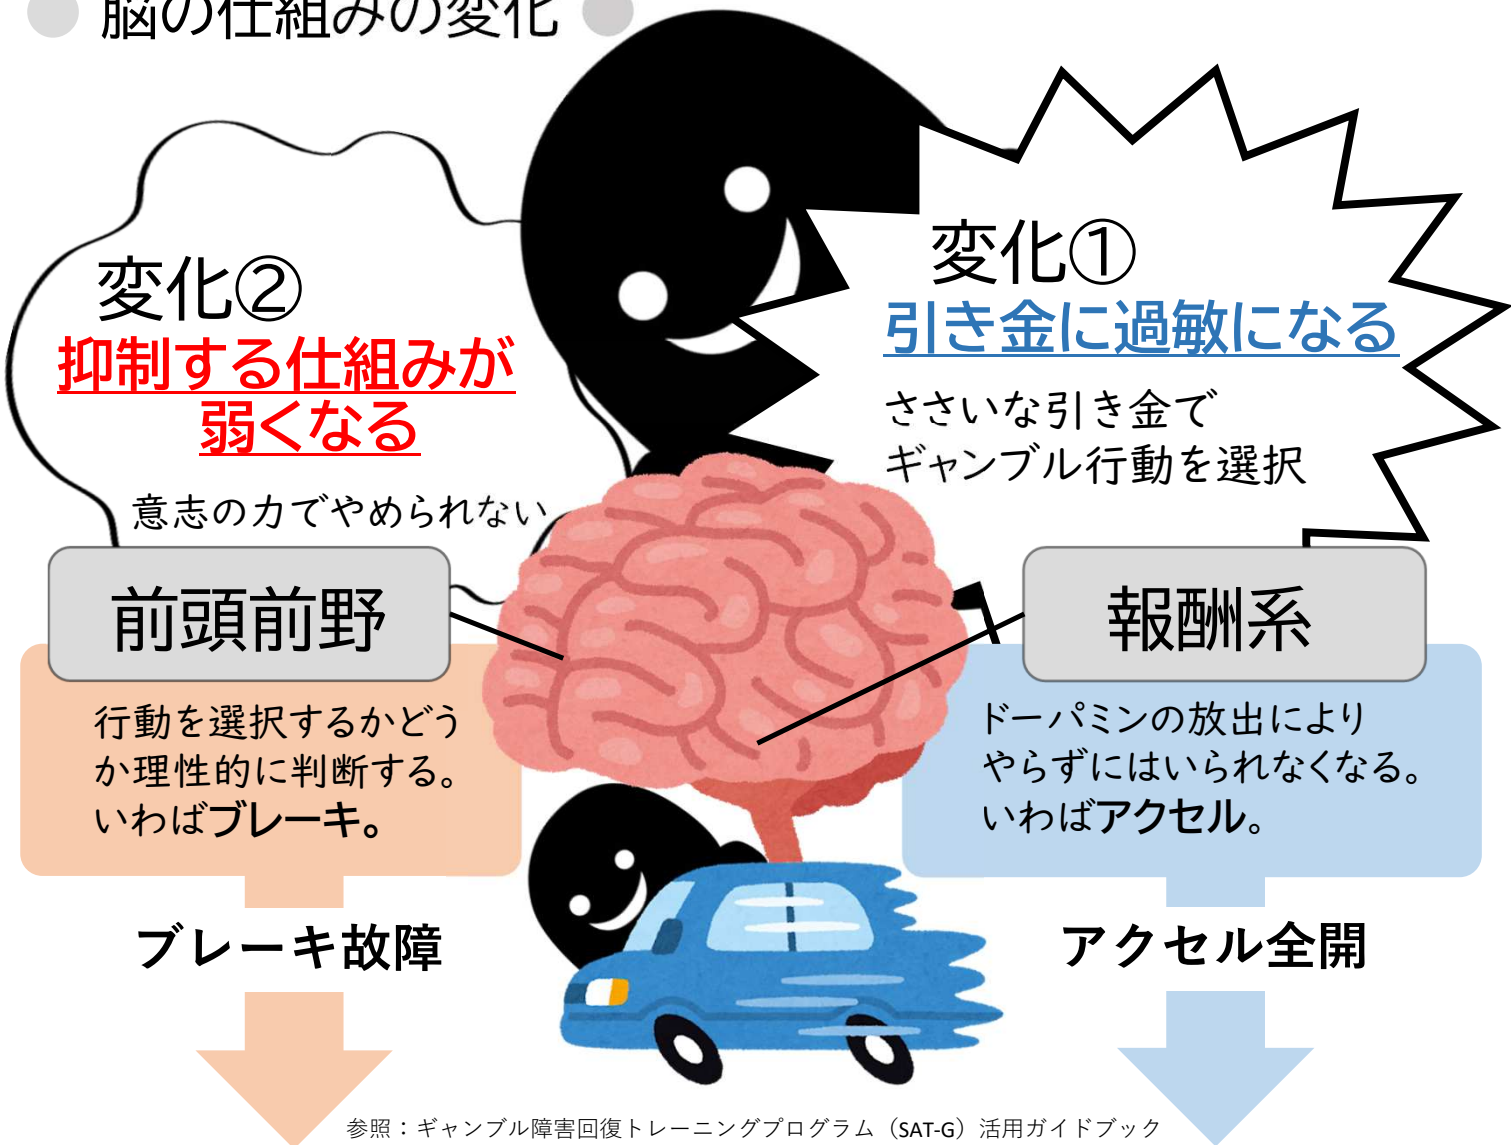 脳の仕組みの変化
変化①
引き金に過敏になる
ささいな引き金で
ギャンブル行動を選択
変化②
抑制する仕組みが
弱くなる
意志の力でやめられない
前頭前野
行動を選択するかどう
か理性的に判断する。
いわばブレーキ。
ブレーキ故障
報酬系
ドーパミンの放出により
やらずにはいられなくなる。
いわばアクセル。
アクセル全開
参照：ギャンブル障害回復トレーニングプログラム（SAT-G）活用ガイドブック